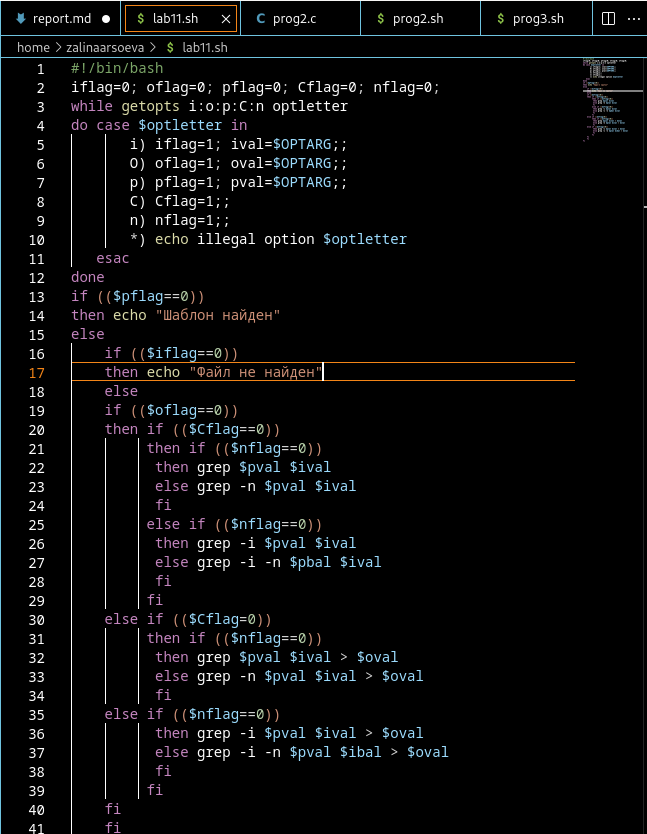 report.md
lab11.sh
prog2.c
prog2.sh
prog3.sh
home > zalinaarsoeva > lab11.sh
1 #!/bin/bash
2 iflag=0; oflag=0; pflag=0; Cflag=0; nflag=0;
3 while getopts i:o:p:C:n optletter
4 do case $optletter in
5 i) iflag=1; ival=$OPTARG;;
6 O) oflag=1; oval=$OPTARG;;
7 p) pflag=1; pval=$OPTARG;;
8 C) Cflag=1;;
9 n) nflag=1;;
10 *) echo illegal option $optletter
11 esac
12 done
13 if (($pflag==0))
14 then echo "Шаблон найден"
15 else
16 if (($iflag==0))
17 then echo "Файл не найден"
18 else
19 if (($oflag==0))
20 then if (($Cflag==0))
21 then if (($nflag==0))
22 then grep $pval $ival
23 else grep -n $pval $ival
24 fi
25 else if (($nflag==0))
26 then grep -i $pval $ival
27 else grep -i -n $pbal $ival
28 fi
29 fi
30 else if (($Cflag=0))
31 then if (($nflag==0))
32 then grep $pval $ival > $oval
33 else grep -n $pval $ival > $oval
34 fi
35 else if (($nflag==0))
36 then grep -i $pval $ival > $oval
37 else grep -i -n $pval $ibal > $oval
38 fi
39 fi
40 fi
41 fi